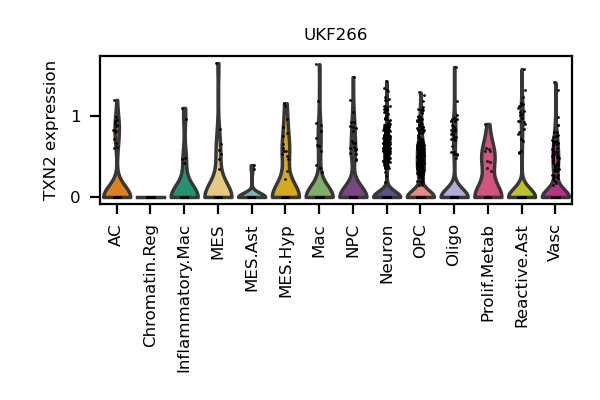 UKF266
TXN2 expression
1
0
AC
Chromatin.Reg
Inflammatory.Mac
MES
MES.Ast
MES.Hyp
Mac
NPC
Neuron
OPC
Oligo
Prolif.Metab
Reactive.Ast
Vasc